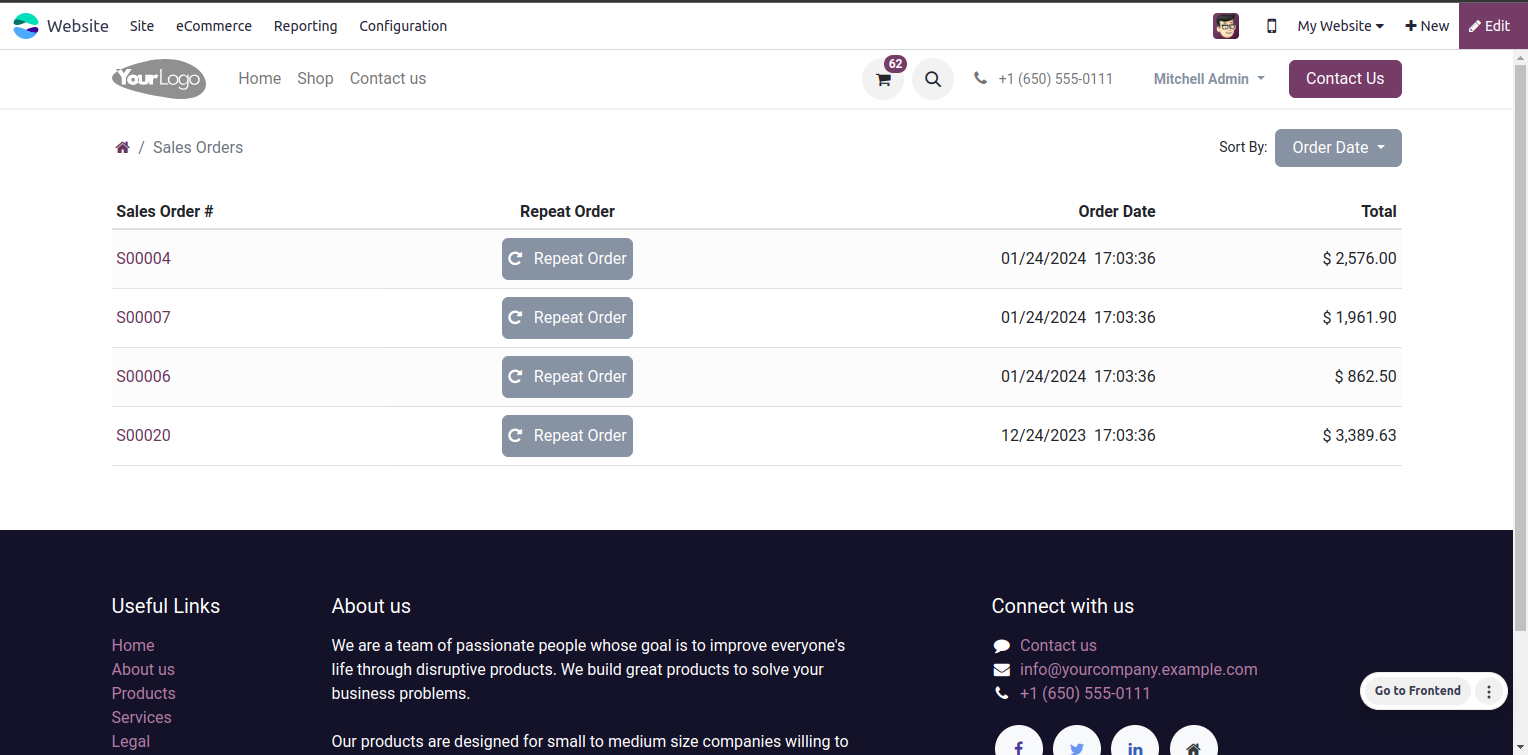 Website Site eCommerce Reporting Configuration My Website New Edit
YourLogo Home Shop Contact us 62 +1 (650) 555-0111 Mitchell Admin Contact Us
/ Sales Orders Sort By: Order Date
Sales Order # Repeat Order Order Date Total
S00004 Repeat Order 01/24/2024 17:03:36 $ 2,576.00
S00007 Repeat Order 01/24/2024 17:03:36 $ 1,961.90
S00006 Repeat Order 01/24/2024 17:03:36 $ 862.50
S00020 Repeat Order 12/24/2023 17:03:36 $ 3,389.63
Useful Links
Home
About us
Products
Services
Legal
About us
We are a team of passionate people whose goal is to improve everyone's
life through disruptive products. We build great products to solve your
business problems.
Our products are designed for small to medium size companies willing to
Connect with us
Contact us
info@yourcompany.example.com
+1 (650) 555-0111
Go to Frontend